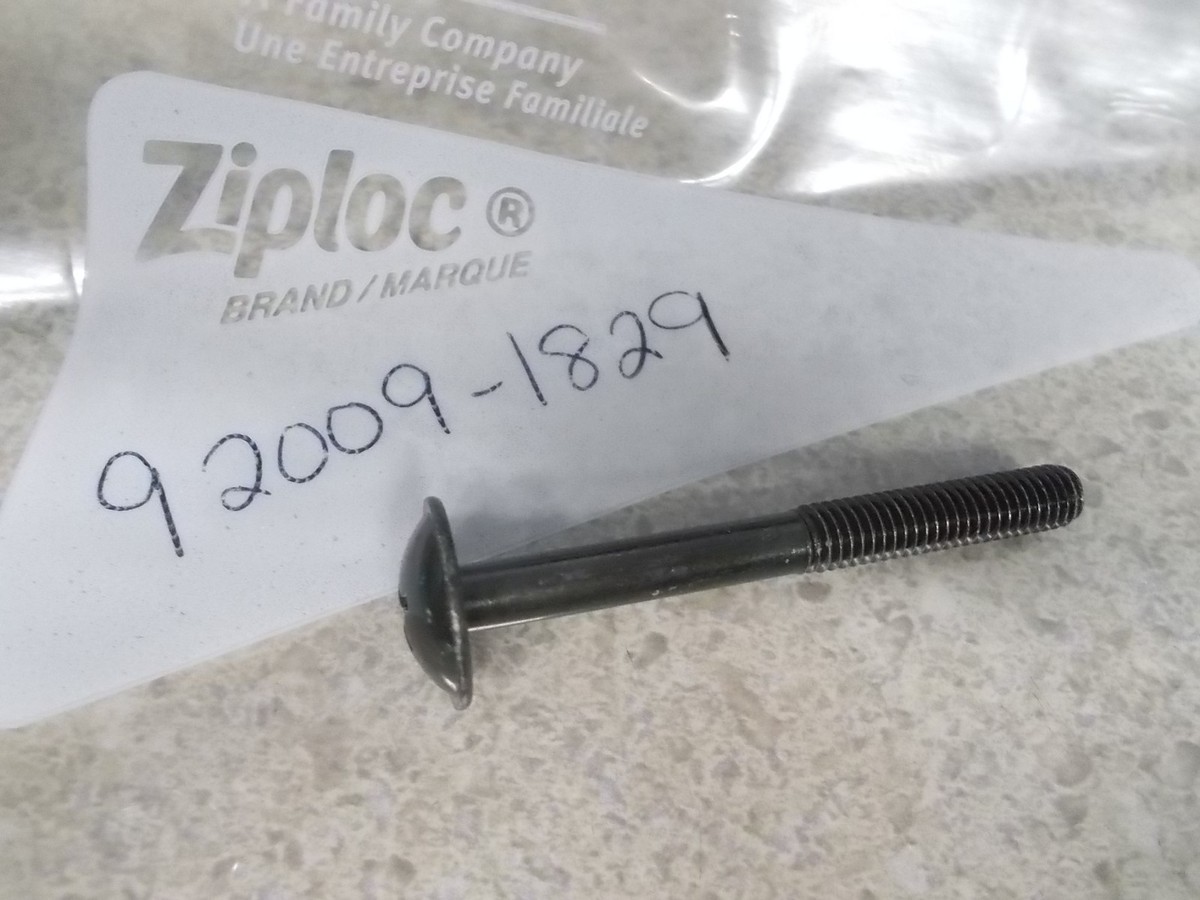 A Family Company
Une Entreprise Familiale
Ziploc®
BRAND/MARQUE
92009-1829